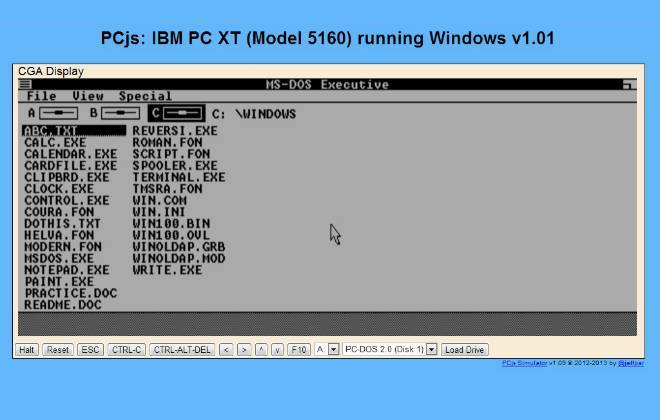 PCjs: IBM PC XT (Model 5160) running Windows v1.01
CGA Display
MS-DOS Executive
File View Special
A B C C: \WINDOWS
ABC.TXT REVERSI.EXE
CALC.EXE ROMAN.FON
CALENDAR.EXE SCRIPT.FON
CARDFILE.EXE SPOOLER.EXE
CLIPBRD.EXE TERMINAL.EXE
CLOCK.EXE TMSRA.FON
CONTROL.EXE WIN.COM
COURA.FON WIN.INI
DOTHIS.TXT WIN100.BIN
HELVA.FON WIN100.OVL
MODERN.FON WINOLDAP.GRB
MSDOS.EXE WINOLDAP.MOD
NOTEPAD.EXE WRITE.EXE
PAINT.EXE
PRACTICE.DOC
README.DOC
Halt Reset ESC CTRL-C CTRL-ALT-DEL < > ^ v F10 A: PC-DOS 2.0 (Disk 1) Load Drive
PCjs Simulator v1.09 © 2012-2013 by @jeffpar